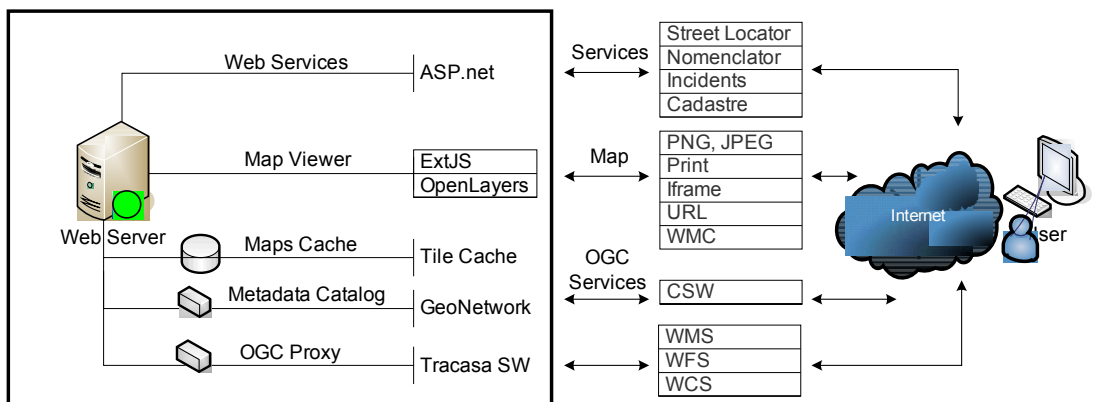 Web Services
ASP.net
Services
Street Locator
Nomenclator
Incidents
Cadastre
Map Viewer
ExtJS
OpenLayers
Map
PNG, JPEG
Print
Iframe
URL
WMC
Internet
Web Server
Maps Cache
Tile Cache
OGC
Services
Metadata Catalog
GeoNetwork
CSW
OGC Proxy
Tracasa SW
WMS
WFS
WCS